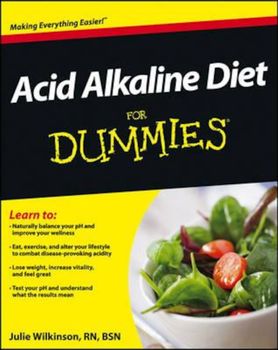 Making Everything Easier!™
Acid Alkaline Diet
FOR
DUMMIES®
Learn to:
• Naturally balance your pH and
improve your wellness
• Eat, exercise, and alter your lifestyle
to combat disease-provoking acidity
• Lose weight, increase vitality,
and feel great
• Test your pH and understand
what the results mean
Julie Wilkinson, RN, BSN